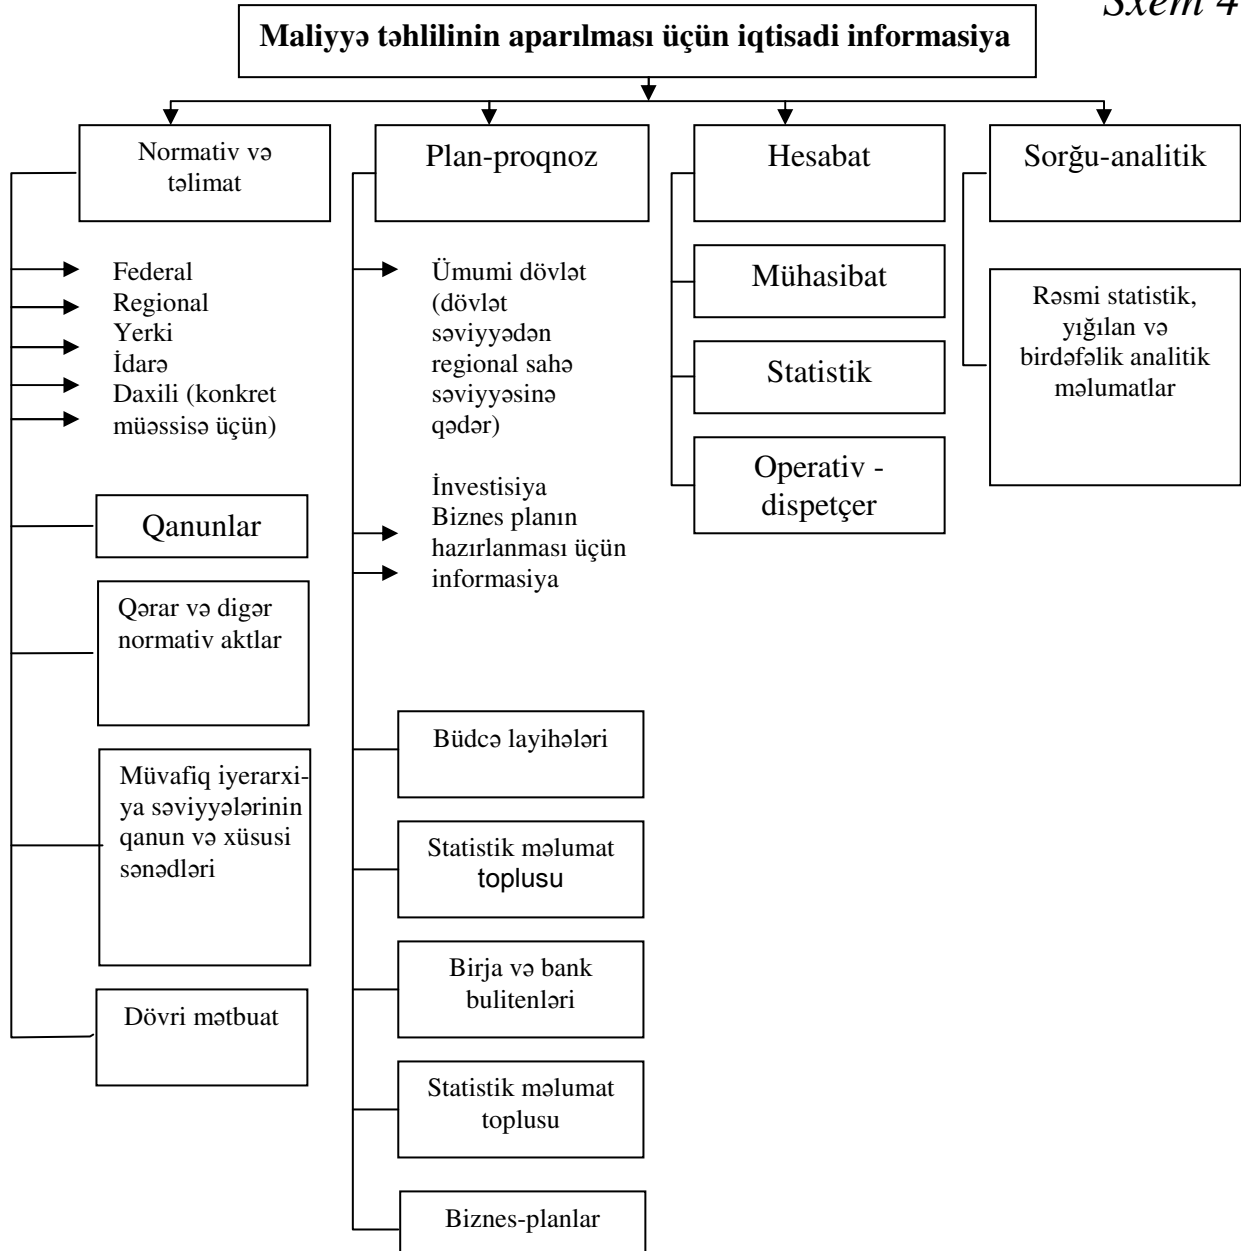 Sxem 4
Maliyyə təhlilinin aparılması üçün iqtisadi informasiya
Normativ və
təlimat
Federal
Regional
Yerki
İdarə
Daxili (konkret
müəssisə üçün)
Qanunlar
Qərar və digər
normativ aktlar
Müvafiq iyerarxi-
ya səviyyələrinin
qanun və xüsusi
sənədləri
Dövri mətbuat
Plan-proqnoz
Ümumi dövlət
(dövlət
səviyyədən
regional sahə
səviyyəsinə
qədər)
İnvestisiya
Biznes planın
hazırlanması üçün
informasiya
Büdcə layihələri
Statistik məlumat
toplusu
Birja və bank
bulitenləri
Statistik məlumat
toplusu
Biznes-planlar
Hesabat
Mühasibat
Statistik
Operativ -
dispetçer
Sorğu-analitik
Rəsmi statistik,
yığılan və
birdəfəlik analitik
məlumatlar